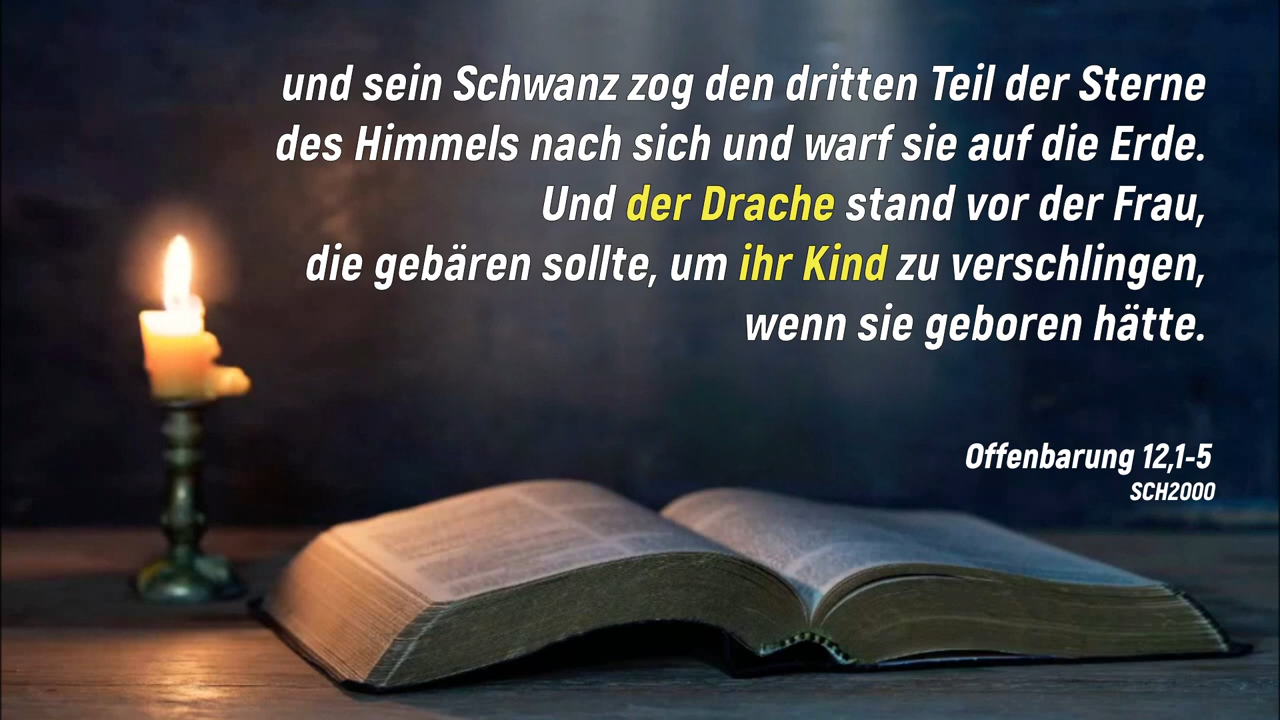 und sein Schwanz zog den dritten Teil der Sterne
des Himmels nach sich und warf sie auf die Erde.
Und der Drache stand vor der Frau,
die gebären sollte, um ihr Kind zu verschlingen,
wenn sie geboren hätte.
Offenbarung 12,1-5
SCH2000